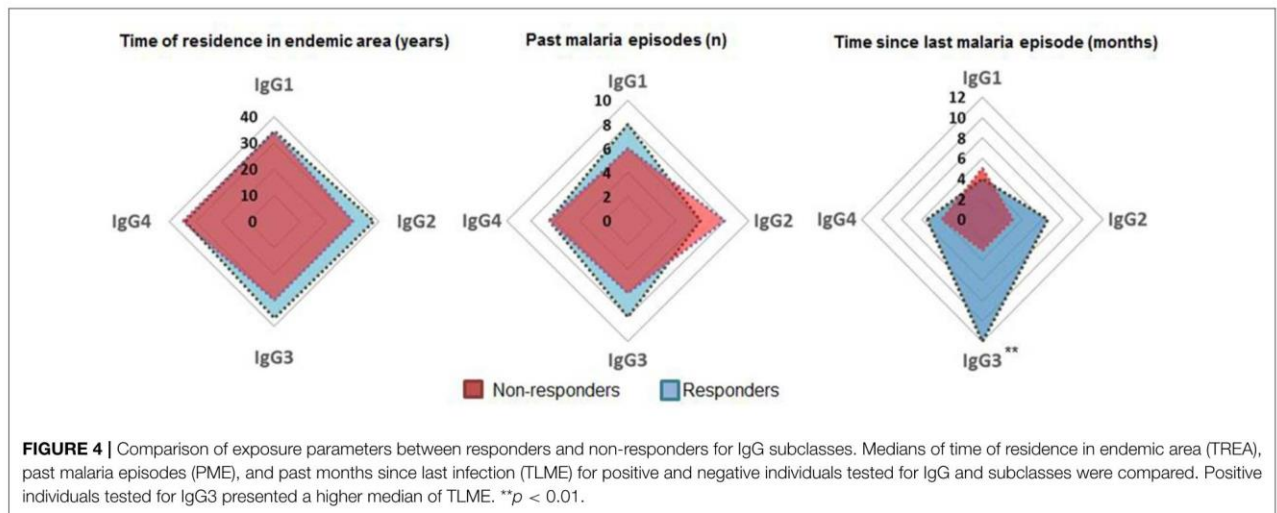 Time of residence in endemic area (years)
IgG1
40
30
20
10
0
IgG4
IgG2
IgG3
Past malaria episodes (n)
IgG1
10
8
6
4
2
0
IgG4
IgG2
IgG3
Time since last malaria episode (months)
IgG1
12
10
8
6
4
2
0
IgG4
IgG2
IgG3 **
Non-responders
Responders
FIGURE 4 | Comparison of exposure parameters between responders and non-responders for IgG subclasses. Medians of time of residence in endemic area (TREA),
past malaria episodes (PME), and past months since last infection (TLME) for positive and negative individuals tested for IgG and subclasses were compared. Positive
individuals tested for IgG3 presented a higher median of TLME. **p < 0.01.